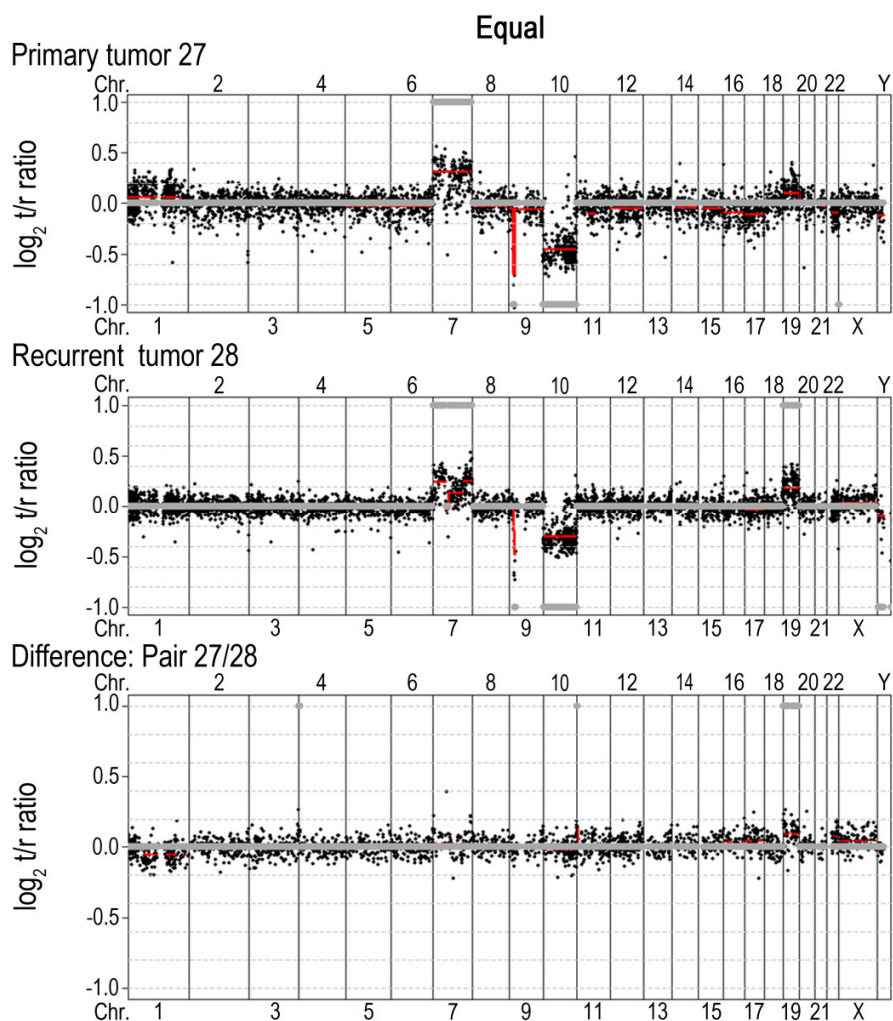 Equal
Primary tumor 27
Chr. 2 4 6 8 10 12 14 16 18 20 22 Y
1.0
0.5
0.0
-0.5
-1.0
log2 t/r ratio
Chr. 1 3 5 7 9 11 13 15 17 19 21 X
Recurrent tumor 28
Chr. 2 4 6 8 10 12 14 16 18 20 22 Y
1.0
0.5
0.0
-0.5
-1.0
log2 t/r ratio
Chr. 1 3 5 7 9 11 13 15 17 19 21 X
Difference: Pair 27/28
Chr. 2 4 6 8 10 12 14 16 18 20 22 Y
1.0
0.5
0.0
-0.5
-1.0
log2 t/r ratio
Chr. 1 3 5 7 9 11 13 15 17 19 21 X